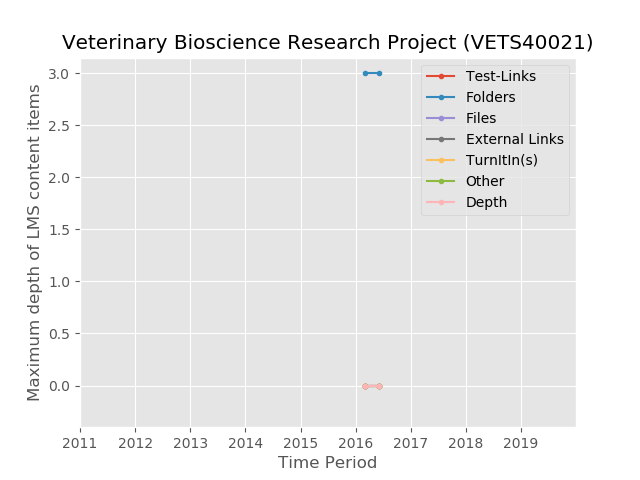 Veterinary Bioscience Research Project (VETS40021)
Maximum depth of LMS content items
3.0
2.5
2.0
1.5
1.0
0.5
0.0
Test-Links
Folders
Files
External Links
TurnItIn(s)
Other
Depth
2011 2012 2013 2014 2015 2016 2017 2018 2019
Time Period